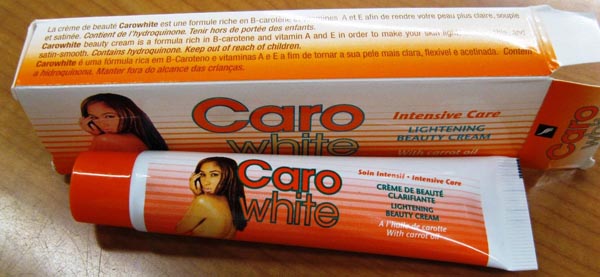 La crème de beauté Carowhite est une formule riche en B-carotène et vitamines A et E afin de rendre votre peau plus claire, souple
et satinée. Contient de l'hydroquinone. Tenir hors de portée des enfants.
Carowhite beauty cream is a formula rich in B-carotene and vitamin A and E in order to make your skin light
satin-smooth. Contains hydroquinone. Keep out of reach of children.
Carowhite é uma fórmula rica em B-Caroteno e vitaminas A e E a fim de tornar a sua pele mais clara, flexível e acetinada. Contem
a hidroquinona. Manter fora do alcance das crianças.
Caro
white
Intensive Care
LIGHTENING
BEAUTY CREAM
With carrot oil
Caro
white
Caro
white
Soin Intensif - Intensive Care
CRÈME DE BEAUTÉ
CLARIFIANTE
LIGHTENING
BEAUTY CREAM
A l'huile de carotte
With carrot oil